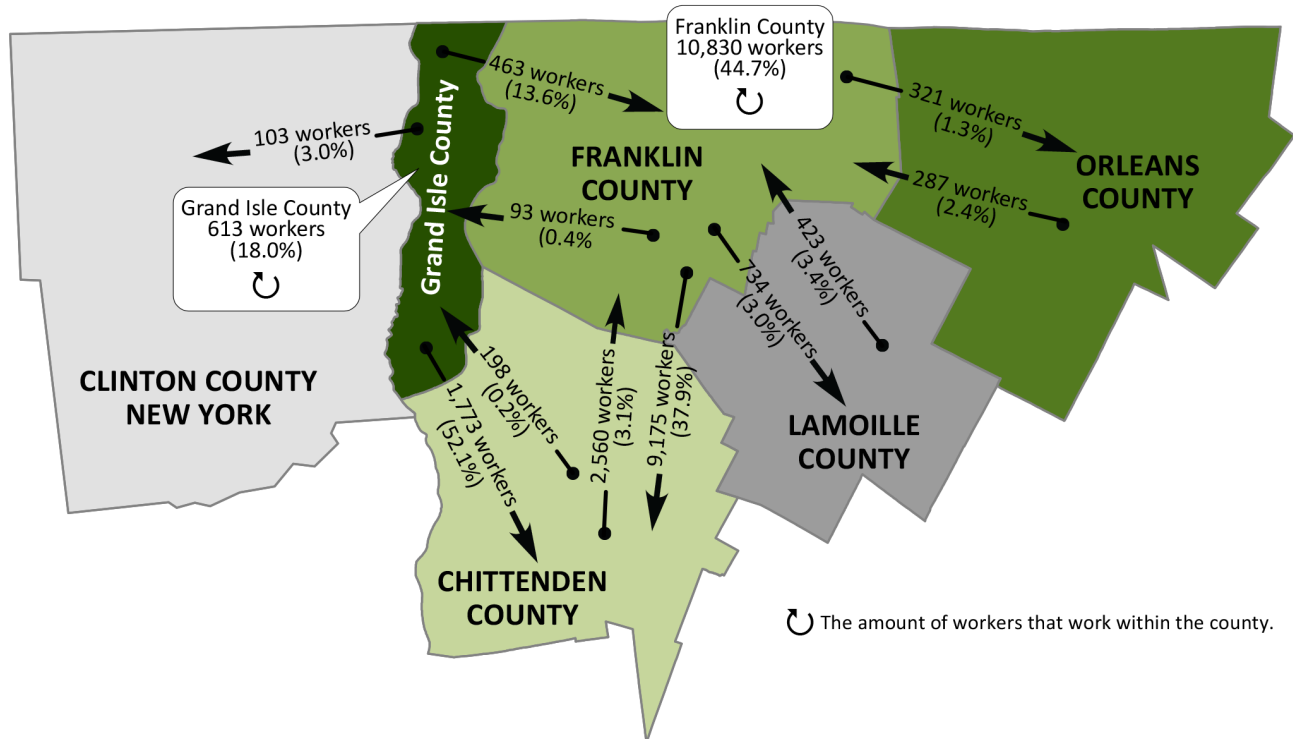 Franklin County
10,830 workers
(44.7%)
463 workers
(13.6%)
321 workers
(1.3%)
103 workers
(3.0%)
Grand Isle County
FRANKLIN
COUNTY
ORLEANS
COUNTY
287 workers
(2.4%)
Grand Isle County
613 workers
(18.0%)
93 workers
(0.4%
423 workers
(3.4%)
734 workers
(3.0%)
198 workers
(0.2%)
2,560 workers
(3.1%)
9,175 workers
(37.9%)
CLINTON COUNTY
NEW YORK
1,773 workers
(52.1%)
LAMOILLE
COUNTY
CHITTENDEN
COUNTY
The amount of workers that work within the county.